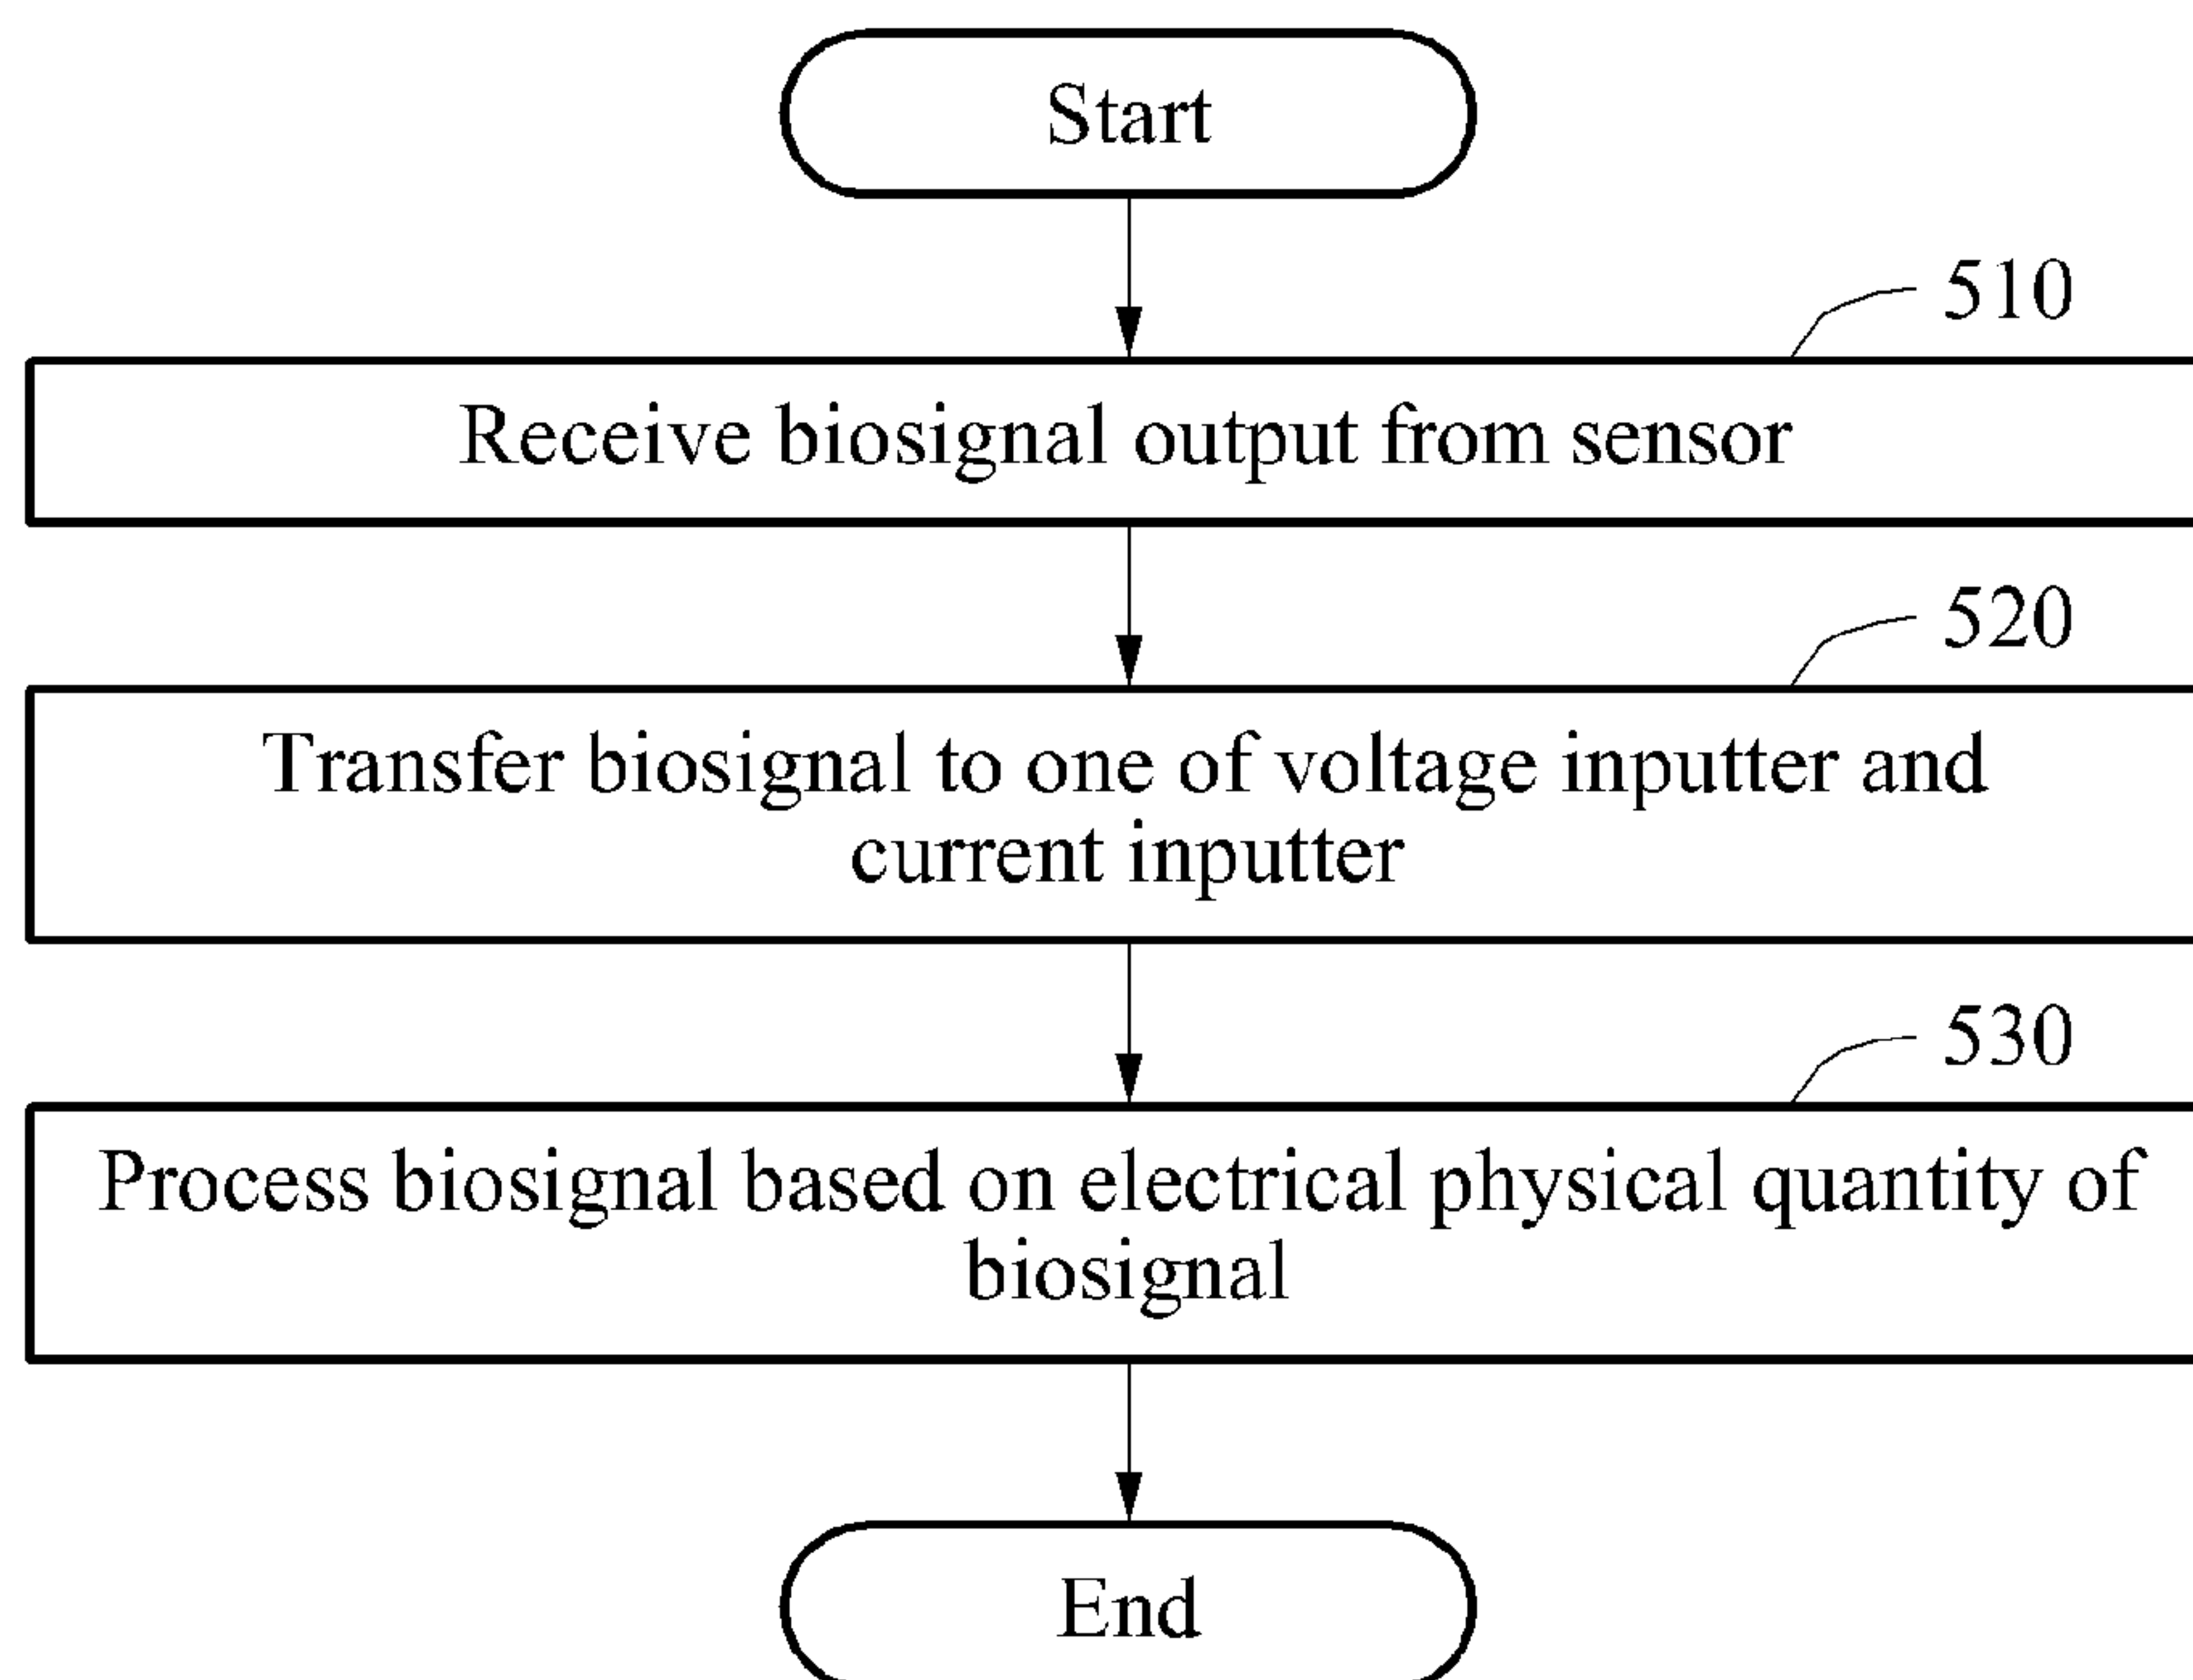 Start
510
Receive biosignal output from sensor
520
Transfer biosignal to one of voltage inputter and
current inputter
530
Process biosignal based on electrical physical quantity of
biosignal
End